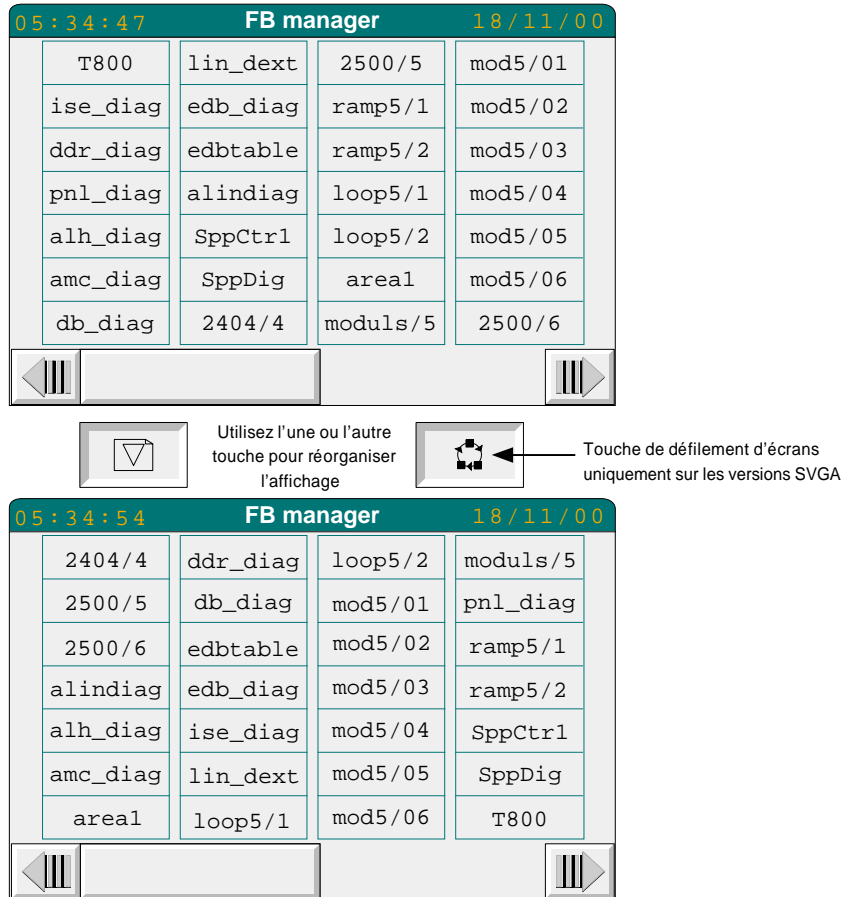 05:34:47 FB manager 18/11/00
T800 lin_dext 2500/5 mod5/01
ise_diag edb_diag ramp5/1 mod5/02
ddr_diag edbtable ramp5/2 mod5/03
pnl_diag alindiag loop5/1 mod5/04
alh_diag SppCtr1 loop5/2 mod5/05
amc_diag SppDig area1 mod5/06
db_diag 2404/4 moduls/5 2500/6
Utilisez l'une ou l'autre
touche pour réorganiser
l'affichage
Touche de défilement d'écrans
uniquement sur les versions SVGA
05:34:54 FB manager 18/11/00
2404/4 ddr_diag loop5/2 moduls/5
2500/5 db_diag mod5/01 pnl_diag
2500/6 edbtable mod5/02 ramp5/1
alindiag edb_diag mod5/03 ramp5/2
alh_diag ise_diag mod5/04 SppCtr1
amc_diag lin_dext mod5/05 SppDig
area1 loop5/1 mod5/06 T800